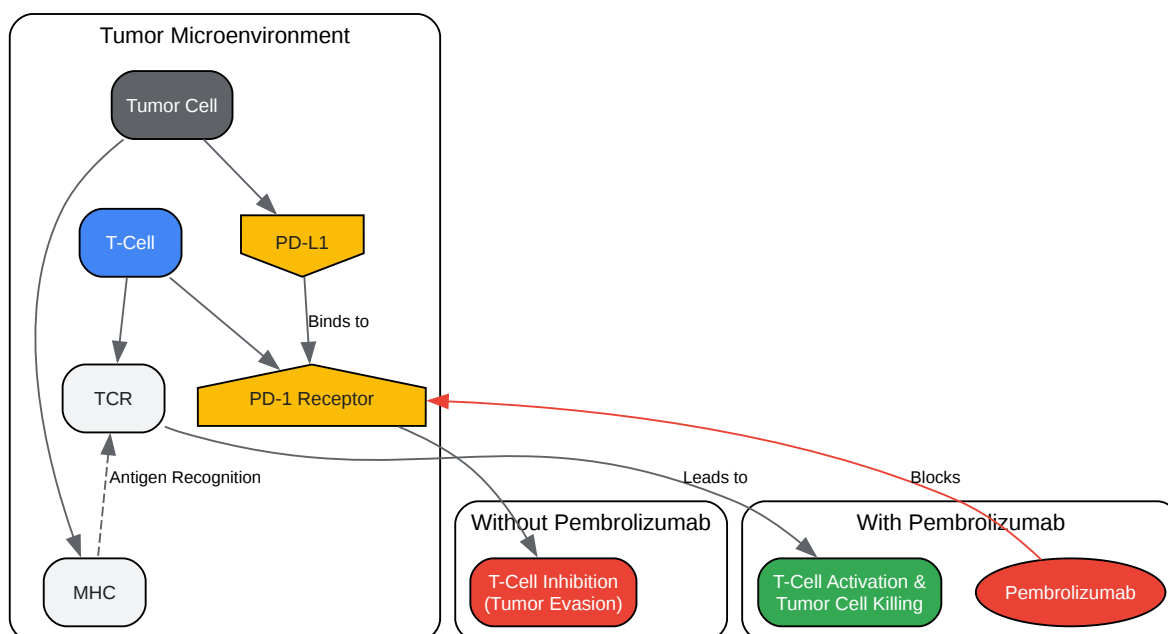 Tumor Microenvironment
Tumor Cell
T-Cell
PD-L1
Binds to
TCR
PD-1 Receptor
Antigen Recognition
Leads to
Blocks
Without Pembrolizumab
With Pembrolizumab
MHC
T-Cell Inhibition
(Tumor Evasion)
T-Cell Activation &
Tumor Cell Killing
Pembrolizumab